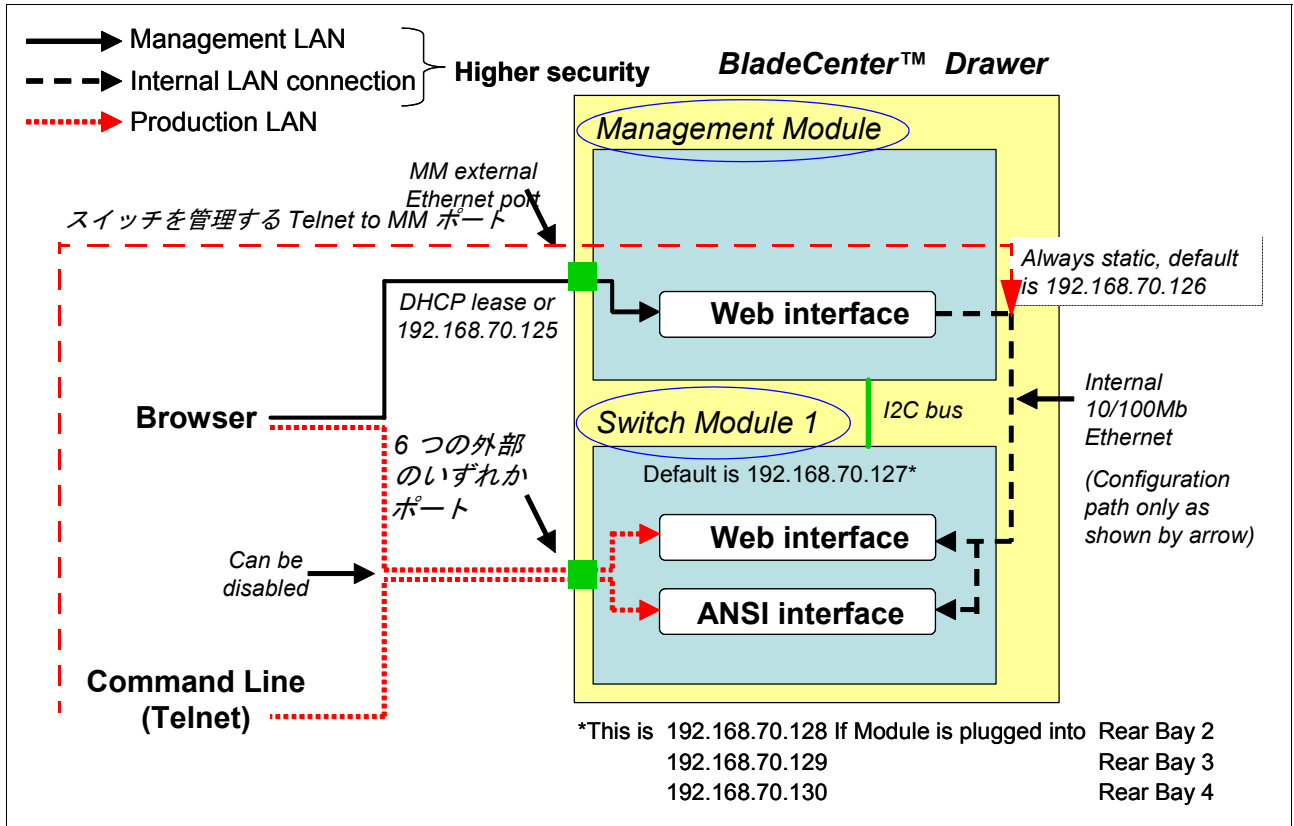 Management LAN
Internal LAN connection
Production LAN
Higher security
BladeCenter™ Drawer
Management Module
MM external
Ethernet port
スイッチを管理する Telnet to MM ポート
Always static, default
is 192.168.70.126
DHCP lease or
192.168.70.125
Web interface
Browser
Internal
10/100Mb
Ethernet
(Configuration
path only as
shown by arrow)
I2C bus
Switch Module 1
6 つの外部
のいずれか
ポート
Default is 192.168.70.127*
Web interface
ANSI interface
Can be
disabled
Command Line
(Telnet)
*This is 192.168.70.128 If Module is plugged into Rear Bay 2
192.168.70.129 Rear Bay 3
192.168.70.130 Rear Bay 4